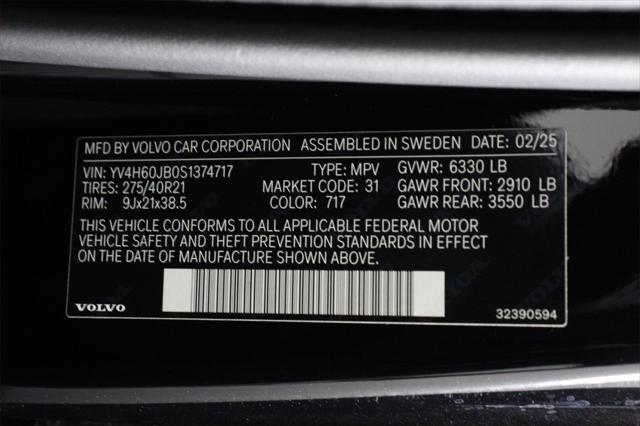 MFD BY VOLVO CAR CORPORATION ASSEMBLED IN SWEDEN DATE: 02/25
VIN: YV4H60JB0S1374717 TYPE: MPV GVWR: 6330 LB
TIRES: 275/40R21 MARKET CODE: 31 GAWR FRONT: 2910 LB
RIM: 9Jx21x38.5 COLOR: 717 GAWR REAR: 3550 LB
THIS VEHICLE CONFORMS TO ALL APPLICABLE FEDERAL MOTOR
VEHICLE SAFETY AND THEFT PREVENTION STANDARDS IN EFFECT
ON THE DATE OF MANUFACTURE SHOWN ABOVE.
VOLVO 32390594